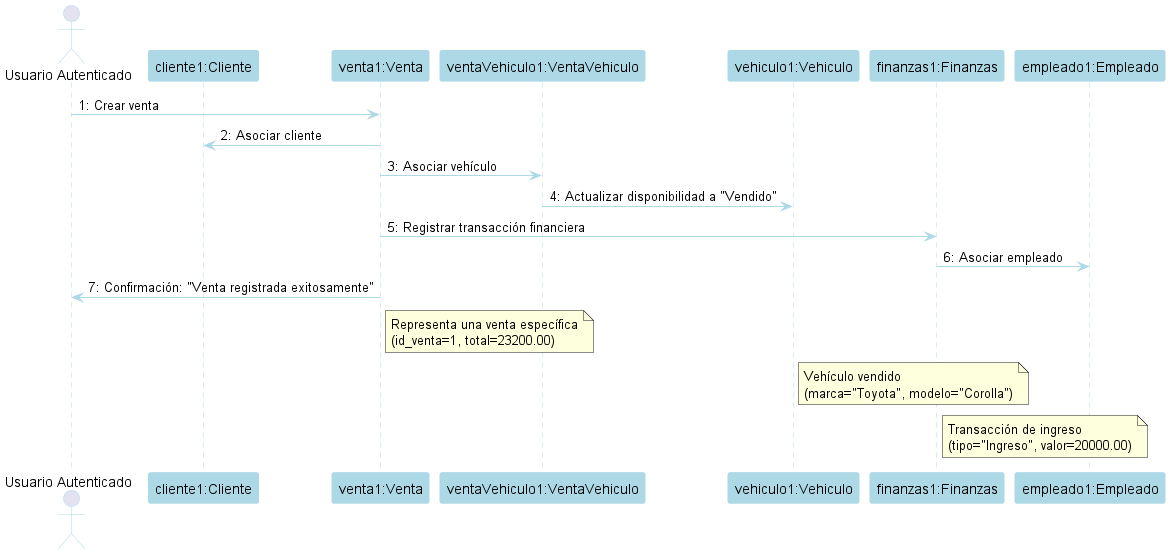 Usuario Autenticado
cliente1:Cliente
venta1:Venta
ventaVehiculo1:VentaVehiculo
vehiculo1:Vehiculo
finanzas1:Finanzas
empleado1:Empleado
1: Crear venta
2: Asociar cliente
3: Asociar vehículo
4: Actualizar disponibilidad a "Vendido"
5: Registrar transacción financiera
6: Asociar empleado
7: Confirmación: "Venta registrada exitosamente"
Representa una venta específica
(id_venta=1, total=23200.00)
Vehículo vendido
(marca="Toyota", modelo="Corolla")
Transacción de ingreso
(tipo="Ingreso", valor=20000.00)
Usuario Autenticado
cliente1:Cliente
venta1:Venta
ventaVehiculo1:VentaVehiculo
vehiculo1:Vehiculo
finanzas1:Finanzas
empleado1:Empleado